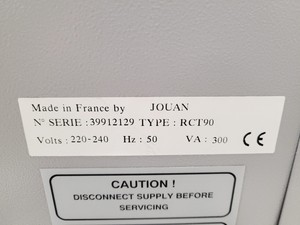 Made in France by JOUAN
N° SERIE : 39912129 TYPE : RCT90
Volts : 220-240 Hz : 50 VA : 300 CE
CAUTION !
DISCONNECT SUPPLY BEFORE
SERVICING